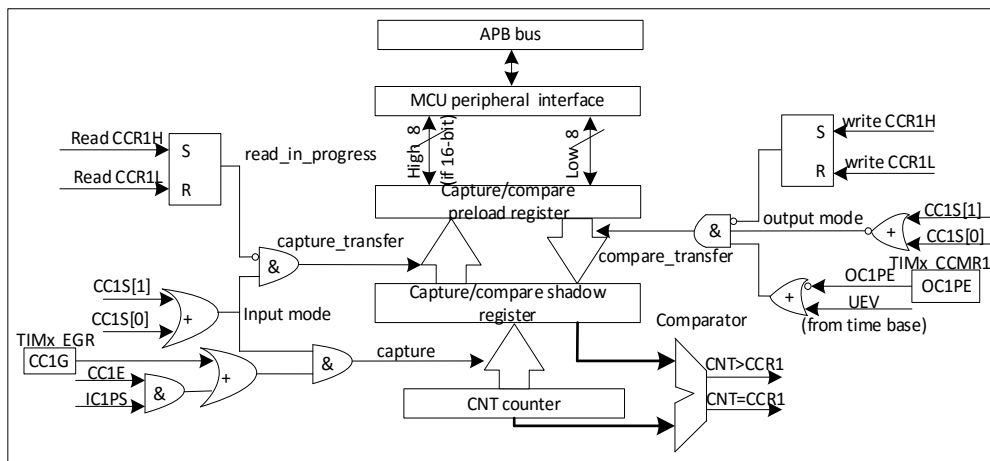 APB bus
MCU peripheral interface
High 8
(if 16-bit)
Low 8
Read CCR1H
Read CCR1L
S
R
read_in_progress
write CCR1H
write CCR1L
S
R
Capture/compare
preload register
capture_transfer
&
compare_transfer
&
output mode
+
CC1S[1]
CC1S[0]
TIMx_CCMR1
OC1PE
OC1PE
UEV
(from time base)
+
CC1S[1]
CC1S[0]
+
Input mode
Capture/compare shadow
register
Comparator
TIMx_EGR
CC1G
CC1E
IC1PS
&
+
&
capture
CNT counter
CNT>CCR1
CNT=CCR1